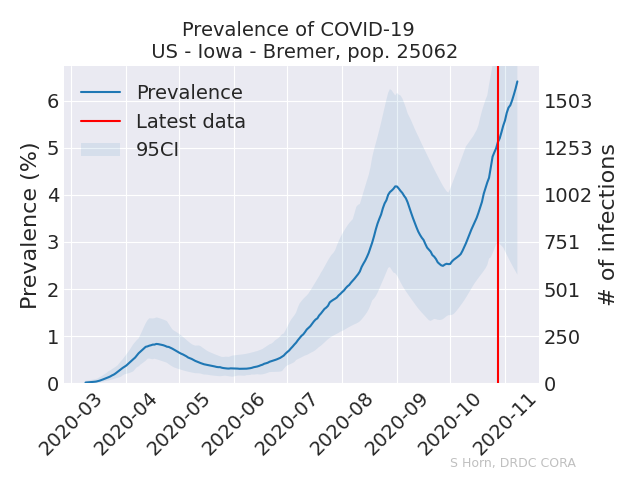 Prevalence of COVID-19
US - Iowa - Bremer, pop. 25062
Prevalence
Latest data
95CI
Prevalence (%)
6
5
4
3
2
1
0
1503
1253
1002
751
501
250
0
# of infections
2020-03
2020-04
2020-05
2020-06
2020-07
2020-08
2020-09
2020-10
2020-11
S Horn, DRDC CORA